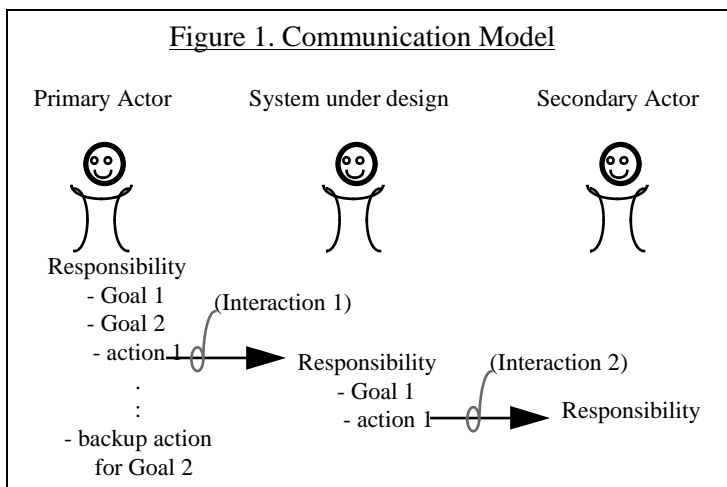 Figure 1. Communication Model
Primary Actor
System under design
Secondary Actor
Responsibility
- Goal 1
- Goal 2
- action 1
.
:
- backup action
for Goal 2
(Interaction 1)
Responsibility
- Goal 1
- action 1
(Interaction 2)
Responsibility